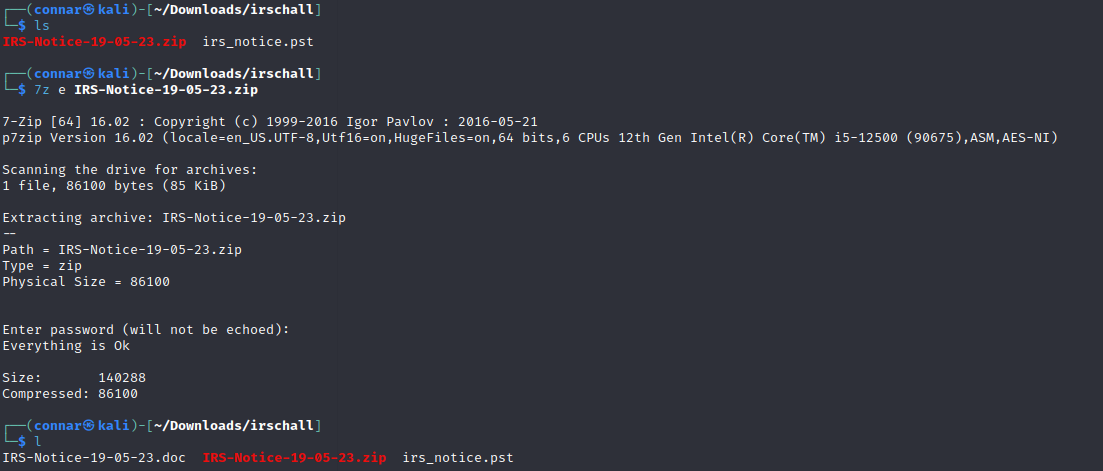 ┌──(connar㉿kali)-[~/Downloads/irschall]
└─$ ls
IRS-Notice-19-05-23.zip  irs_notice.pst
┌──(connar㉿kali)-[~/Downloads/irschall]
└─$ 7z e IRS-Notice-19-05-23.zip
7-Zip [64] 16.02 : Copyright (c) 1999-2016 Igor Pavlov : 2016-05-21
p7zip Version 16.02 (locale=en_US.UTF-8,Utf16=on,HugeFiles=on,64 bits,6 CPUs 12th Gen Intel(R) Core(TM) i5-12500 (90675),ASM,AES-NI)
Scanning the drive for archives:
1 file, 86100 bytes (85 KiB)
Extracting archive: IRS-Notice-19-05-23.zip
--
Path = IRS-Notice-19-05-23.zip
Type = zip
Physical Size = 86100
Enter password (will not be echoed):
Everything is Ok
Size:       140288
Compressed: 86100
┌──(connar㉿kali)-[~/Downloads/irschall]
└─$ l
IRS-Notice-19-05-23.doc  IRS-Notice-19-05-23.zip  irs_notice.pst